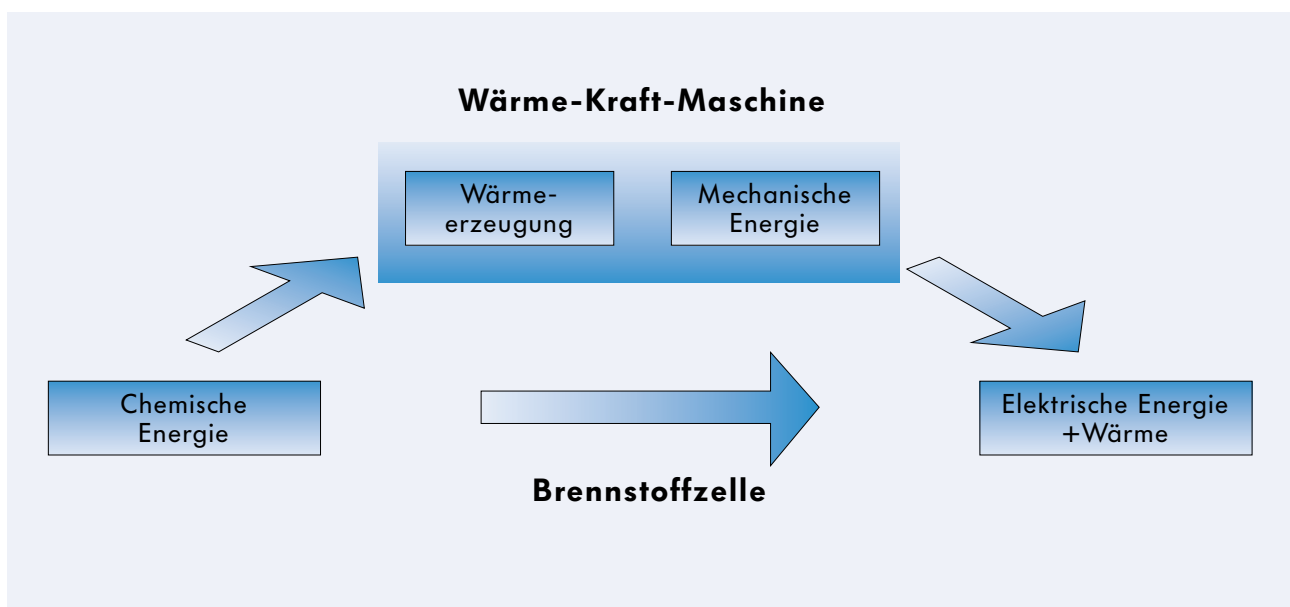 Wärme-Kraft-Maschine
Wärme-
erzeugung
Mechanische
Energie
Chemische
Energie
Elektrische Energie
+Wärme
Brennstoffzelle